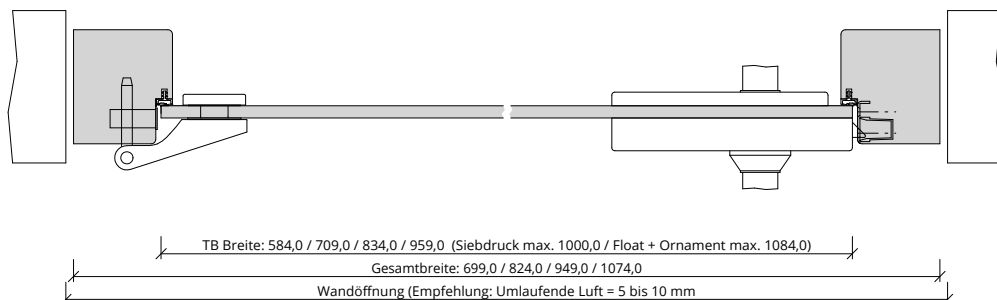 TB Breite: 584,0 / 709,0 / 834,0 / 959,0  (Siebdruck max. 1000,0 / Float + Ornament max. 1084,0)
Gesamtbreite: 699,0 / 824,0 / 949,0 / 1074,0
Wandöffnung (Empfehlung: Umlaufende Luft = 5 bis 10 mm